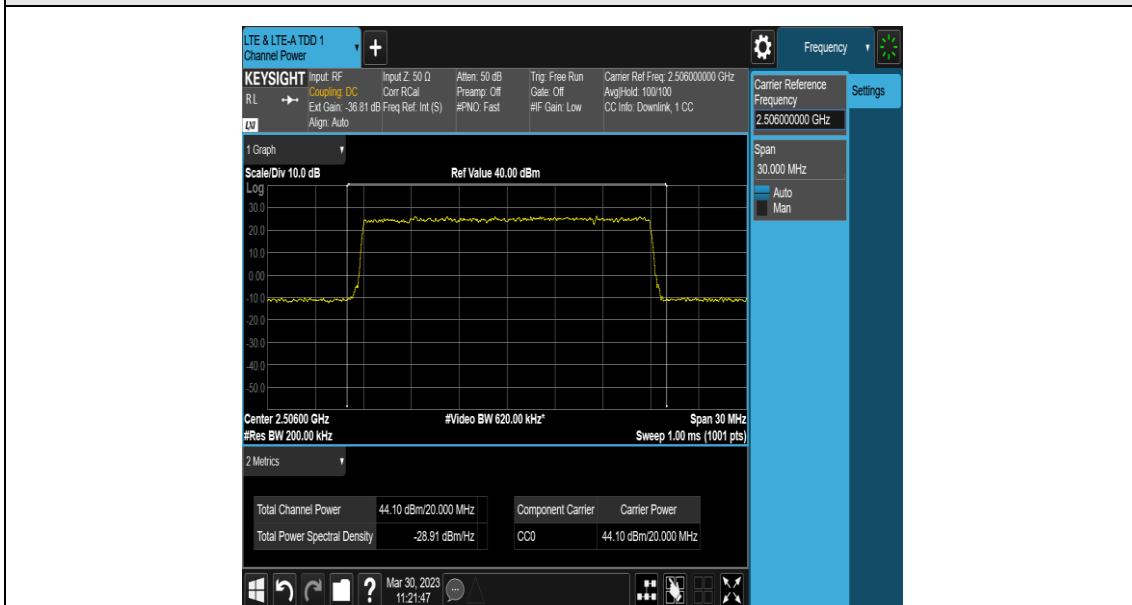 LTE & LTE-A TDD 1
Channel Power
+
Frequency
KEYSIGHT
RL
LXI
Input: RF
Coupling: DC
Ext Gain: -36.81 dB
Align: Auto
Input Z: 50 Ω
Corr RCal
Freq Ref: Int (S)
Atten: 50 dB
Preamp: Off
#PNO: Fast
Trig: Free Run
Gate: Off
#IF Gain: Low
Carrier Ref Freq: 2.506000000 GHz
Avg|Hold: 100/100
CC Info: Downlink, 1 CC
Carrier Reference
Frequency
2.506000000 GHz
Settings
Span
30.000 MHz
Auto
Man
1 Graph
Scale/Div 10.0 dB
Ref Value 40.00 dBm
Log
30.0
20.0
10.0
0.00
-10.0
-20.0
-30.0
-40.0
-50.0
Center 2.50600 GHz
#Video BW 620.00 kHz*
Span 30 MHz
#Res BW 200.00 kHz
Sweep 1.00 ms (1001 pts)
2 Metrics
Total Channel Power 44.10 dBm/20.000 MHz
Total Power Spectral Density -28.91 dBm/Hz
Component Carrier Carrier Power
CC0 44.10 dBm/20.000 MHz
?
Mar 30, 2023
11:21:47